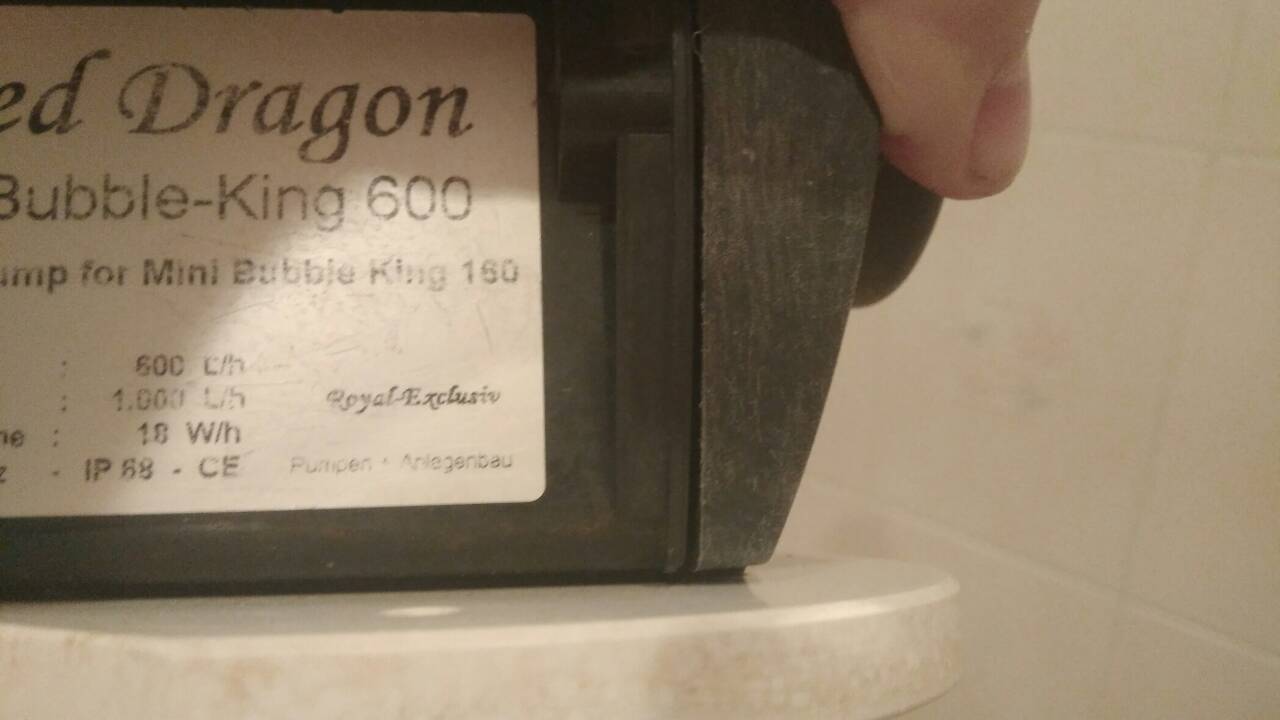 ed Dragon
Bubble-King 600
ump for Mini Bubble King 160
: 600 L/h
: 1.000 L/h
Royal-Exclusiv
ne : 18 W/h
z - IP 68 - CE
Pumpen - Anlagenbau